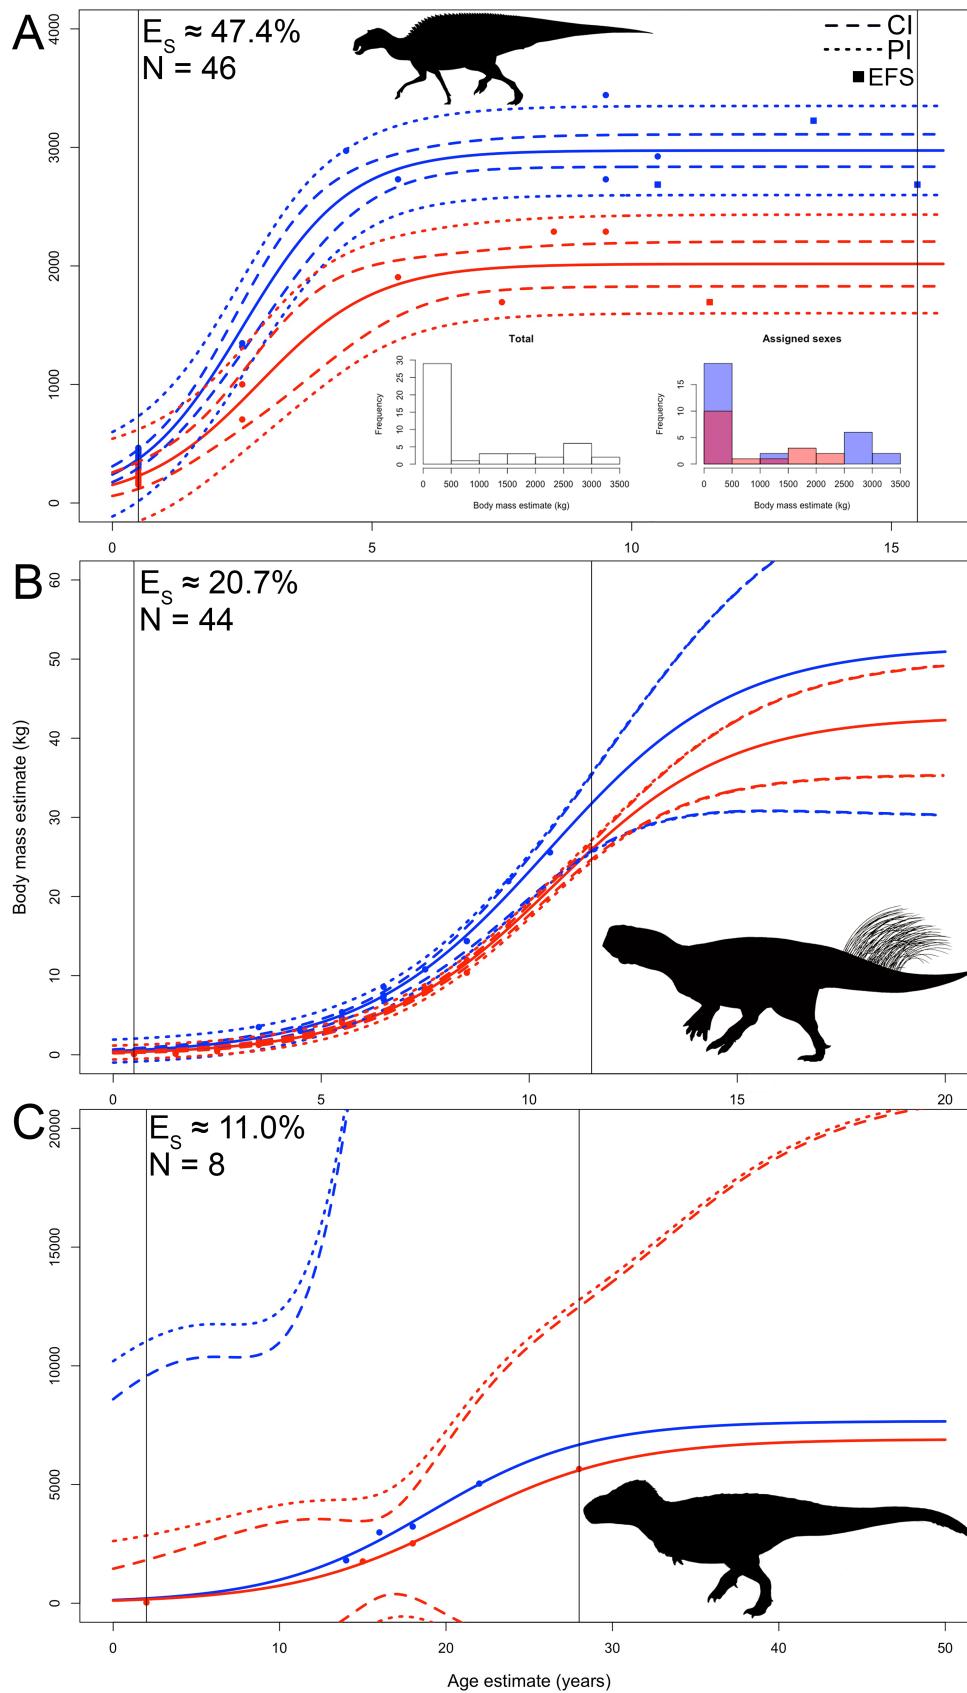 A
E_S ≈ 47.4%
N = 46
CI
PI
EFS
4000
3000
2000
1000
0
Total
Frequency
30
25
20
15
10
5
0
0 500 1000 1500 2000 2500 3000 3500
Body mass estimate (kg)
Assigned sexes
Frequency
15
10
5
0
0 500 1000 1500 2000 2500 3000 3500
Body mass estimate (kg)
0 5 10 15
B
E_S ≈ 20.7%
N = 44
Body mass estimate (kg)
60
50
40
30
20
10
0
0 5 10 15 20
C
E_S ≈ 11.0%
N = 8
20000
15000
10000
5000
0
0 10 20 30 40 50
Age estimate (years)